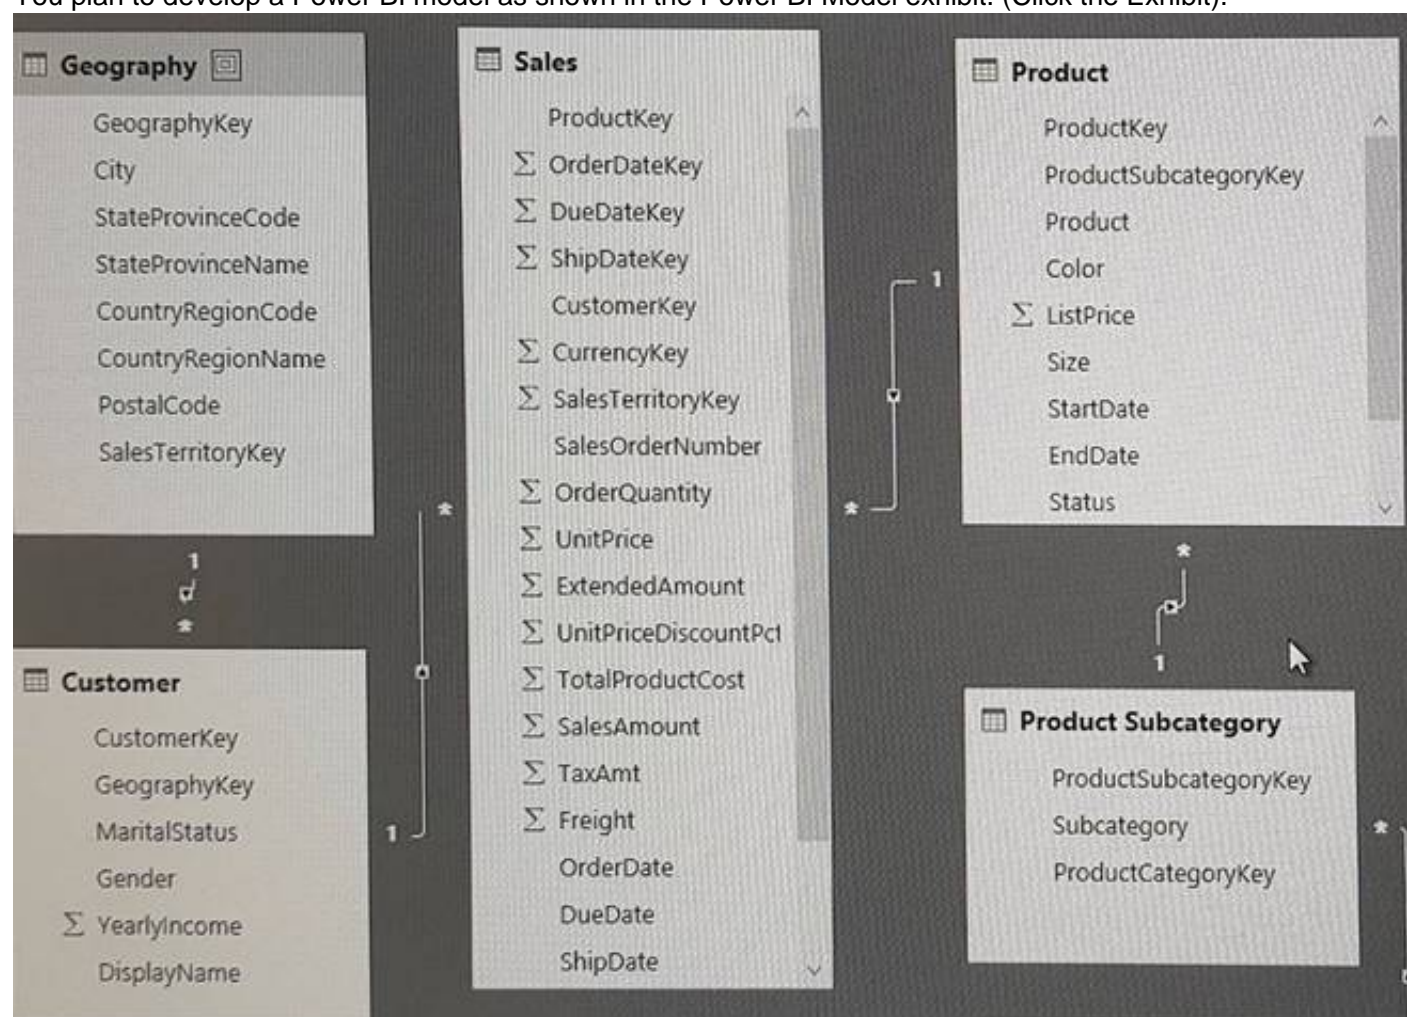 You plan to develop a Power BI model as shown in the Power BI Model exhibit. (Click the Exhibit).
Geography
GeographyKey
City
StateProvinceCode
StateProvinceName
CountryRegionCode
CountryRegionName
PostalCode
SalesTerritoryKey
1
*
Customer
CustomerKey
GeographyKey
MaritalStatus
Gender
Σ YearlyIncome
DisplayName
*
1
Sales
ProductKey
Σ OrderDateKey
Σ DueDateKey
Σ ShipDateKey
CustomerKey
Σ CurrencyKey
Σ SalesTerritoryKey
SalesOrderNumber
Σ OrderQuantity
Σ UnitPrice
Σ ExtendedAmount
Σ UnitPriceDiscountPct
Σ TotalProductCost
Σ SalesAmount
Σ TaxAmt
Σ Freight
OrderDate
DueDate
ShipDate
1
*
Product
ProductKey
ProductSubcategoryKey
Product
Color
Σ ListPrice
Size
StartDate
EndDate
Status
*
1
Product Subcategory
ProductSubcategoryKey
Subcategory
ProductCategoryKey
*